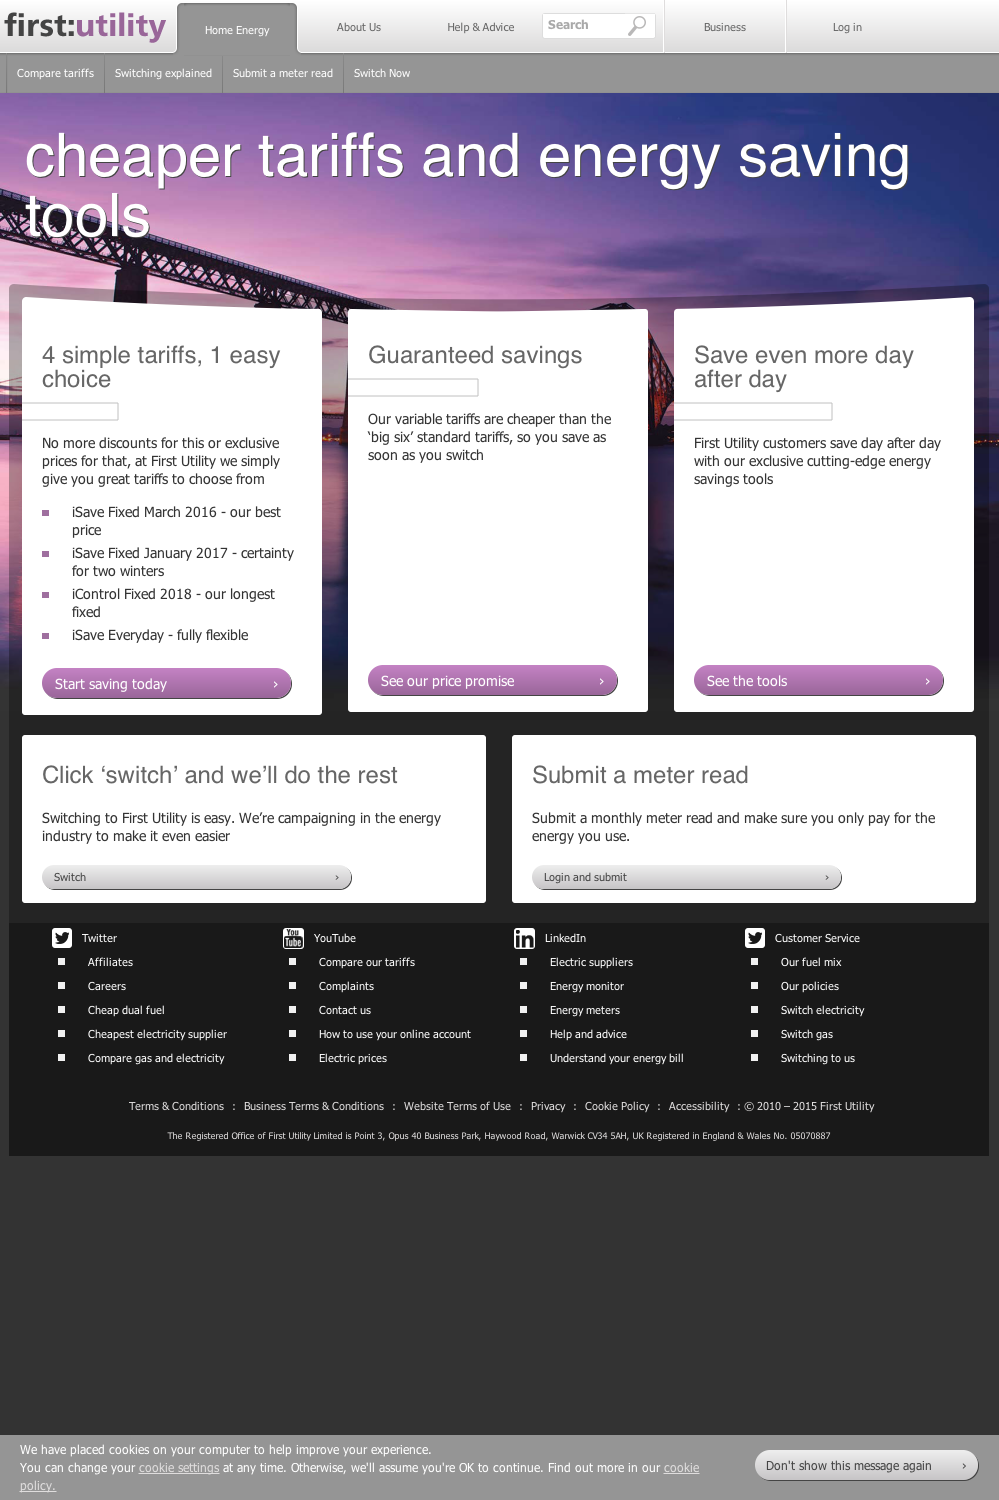 first:utility
Home Energy
About Us
Help & Advice
Search
Business
Log in
Compare tariffs
Switching explained
Submit a meter read
Switch Now
cheaper tariffs and energy saving
tools
4 simple tariffs, 1 easy
choice
No more discounts for this or exclusive
prices for that, at First Utility we simply
give you great tariffs to choose from
iSave Fixed March 2016 - our best
price
iSave Fixed January 2017 - certainty
for two winters
iControl Fixed 2018 - our longest
fixed
iSave Everyday - fully flexible
Start saving today ›
Guaranteed savings
Our variable tariffs are cheaper than the
‘big six’ standard tariffs, so you save as
soon as you switch
See our price promise ›
Save even more day
after day
First Utility customers save day after day
with our exclusive cutting-edge energy
savings tools
See the tools ›
Click ‘switch’ and we’ll do the rest
Switching to First Utility is easy. We’re campaigning in the energy
industry to make it even easier
Switch ›
Submit a meter read
Submit a monthly meter read and make sure you only pay for the
energy you use.
Login and submit ›
Twitter
Affiliates
Careers
Cheap dual fuel
Cheapest electricity supplier
Compare gas and electricity
You
Tube
YouTube
Compare our tariffs
Complaints
Contact us
How to use your online account
Electric prices
in
LinkedIn
Electric suppliers
Energy monitor
Energy meters
Help and advice
Understand your energy bill
Customer Service
Our fuel mix
Our policies
Switch electricity
Switch gas
Switching to us
Terms & Conditions : Business Terms & Conditions : Website Terms of Use : Privacy : Cookie Policy : Accessibility : © 2010 – 2015 First Utility
The Registered Office of First Utility Limited is Point 3, Opus 40 Business Park, Haywood Road, Warwick CV34 5AH, UK Registered in England & Wales No. 05070887
We have placed cookies on your computer to help improve your experience.
You can change your cookie settings at any time. Otherwise, we'll assume you're OK to continue. Find out more in our cookie
policy.
Don't show this message again ›